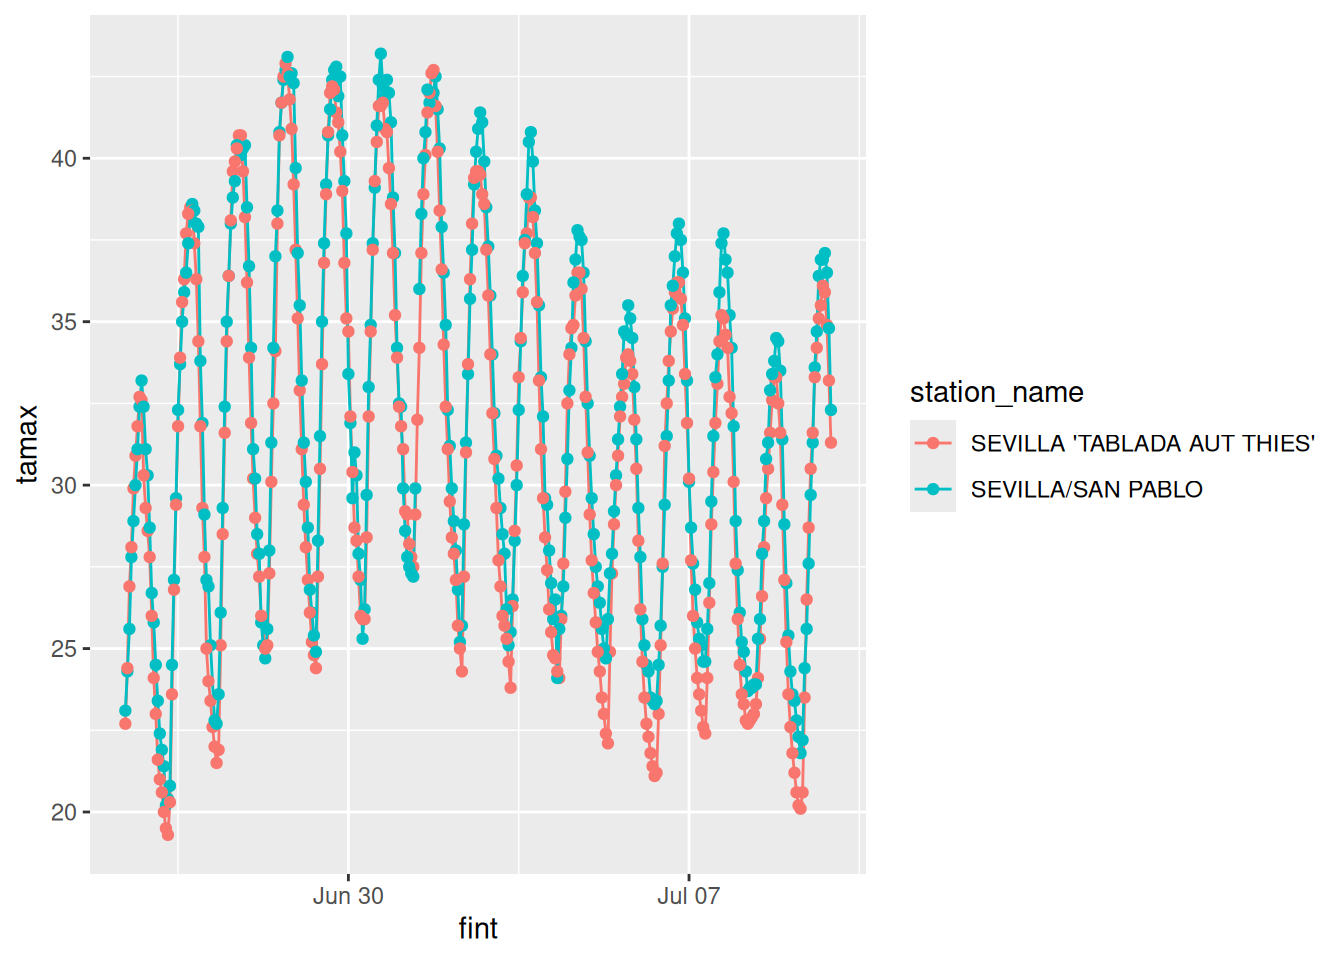 tamax
40
35
30
25
20
Jun 30
Jul 07
fint
station_name
SEVILLA 'TABLADA AUT THIES'
SEVILLA/SAN PABLO